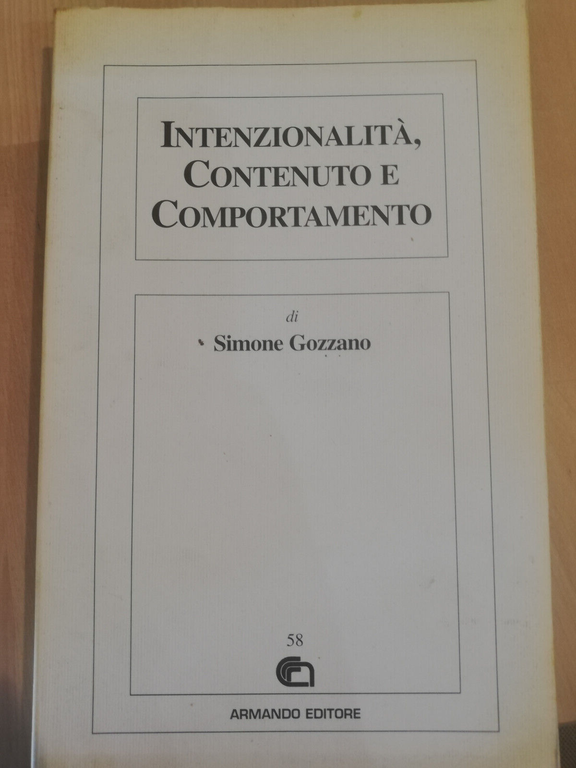 INTENZIONALITÀ,
CONTENUTO E
COMPORTAMENTO
di
Simone Gozzano
58
ARMANDO EDITORE